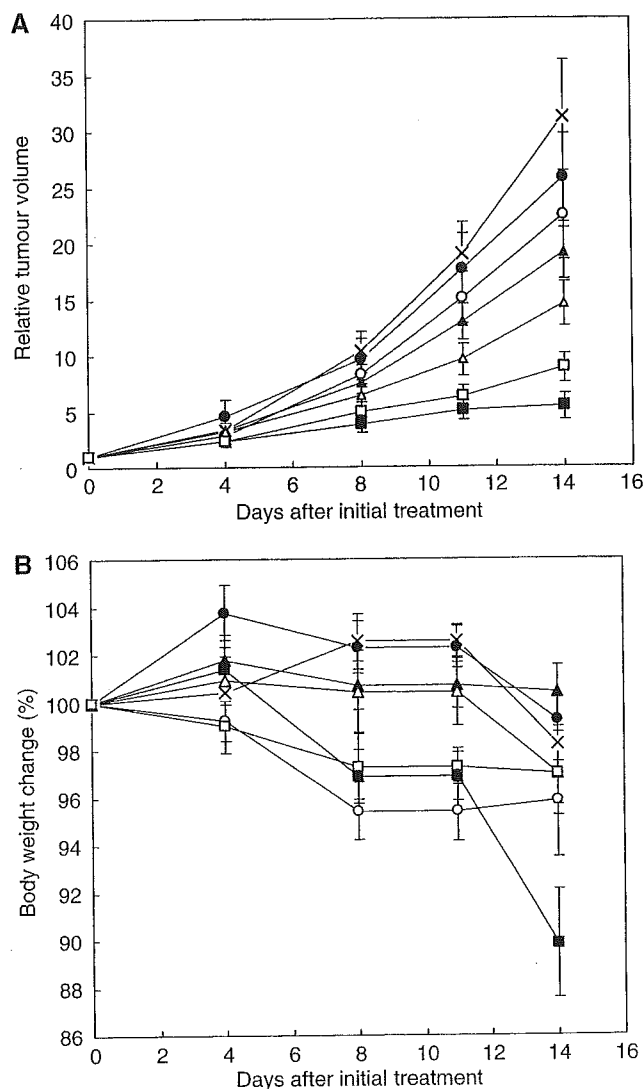 A
40
35
30
25
20
15
10
5
0
Relative tumour volume
0 2 4 6 8 10 12 14 16
Days after initial treatment
B
106
104
102
100
98
96
94
92
90
88
86
Body weight change (%)
0 2 4 6 8 10 12 14 16
Days after initial treatment